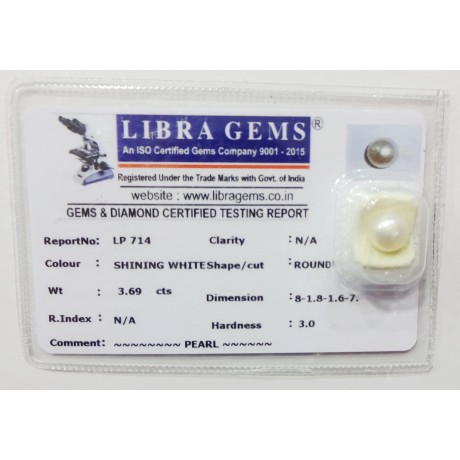 LIBRA GEMS ®
An ISO Certified Gems Company 9001 - 2015
Registered Under the Trade Marks with Govt. of India
website : www.libragems.co.in
GEMS & DIAMOND CERTIFIED TESTING REPORT
ReportNo: LP 714 Clarity : N/A
Colour : SHINING WHITE Shape/cut : ROUND
Wt : 3.69 cts Dimension : 8-1.8-1.6-7.
R.Index : N/A Hardness : 3.0
Comment: ~~~~~~~~ PEARL ~~~~~~